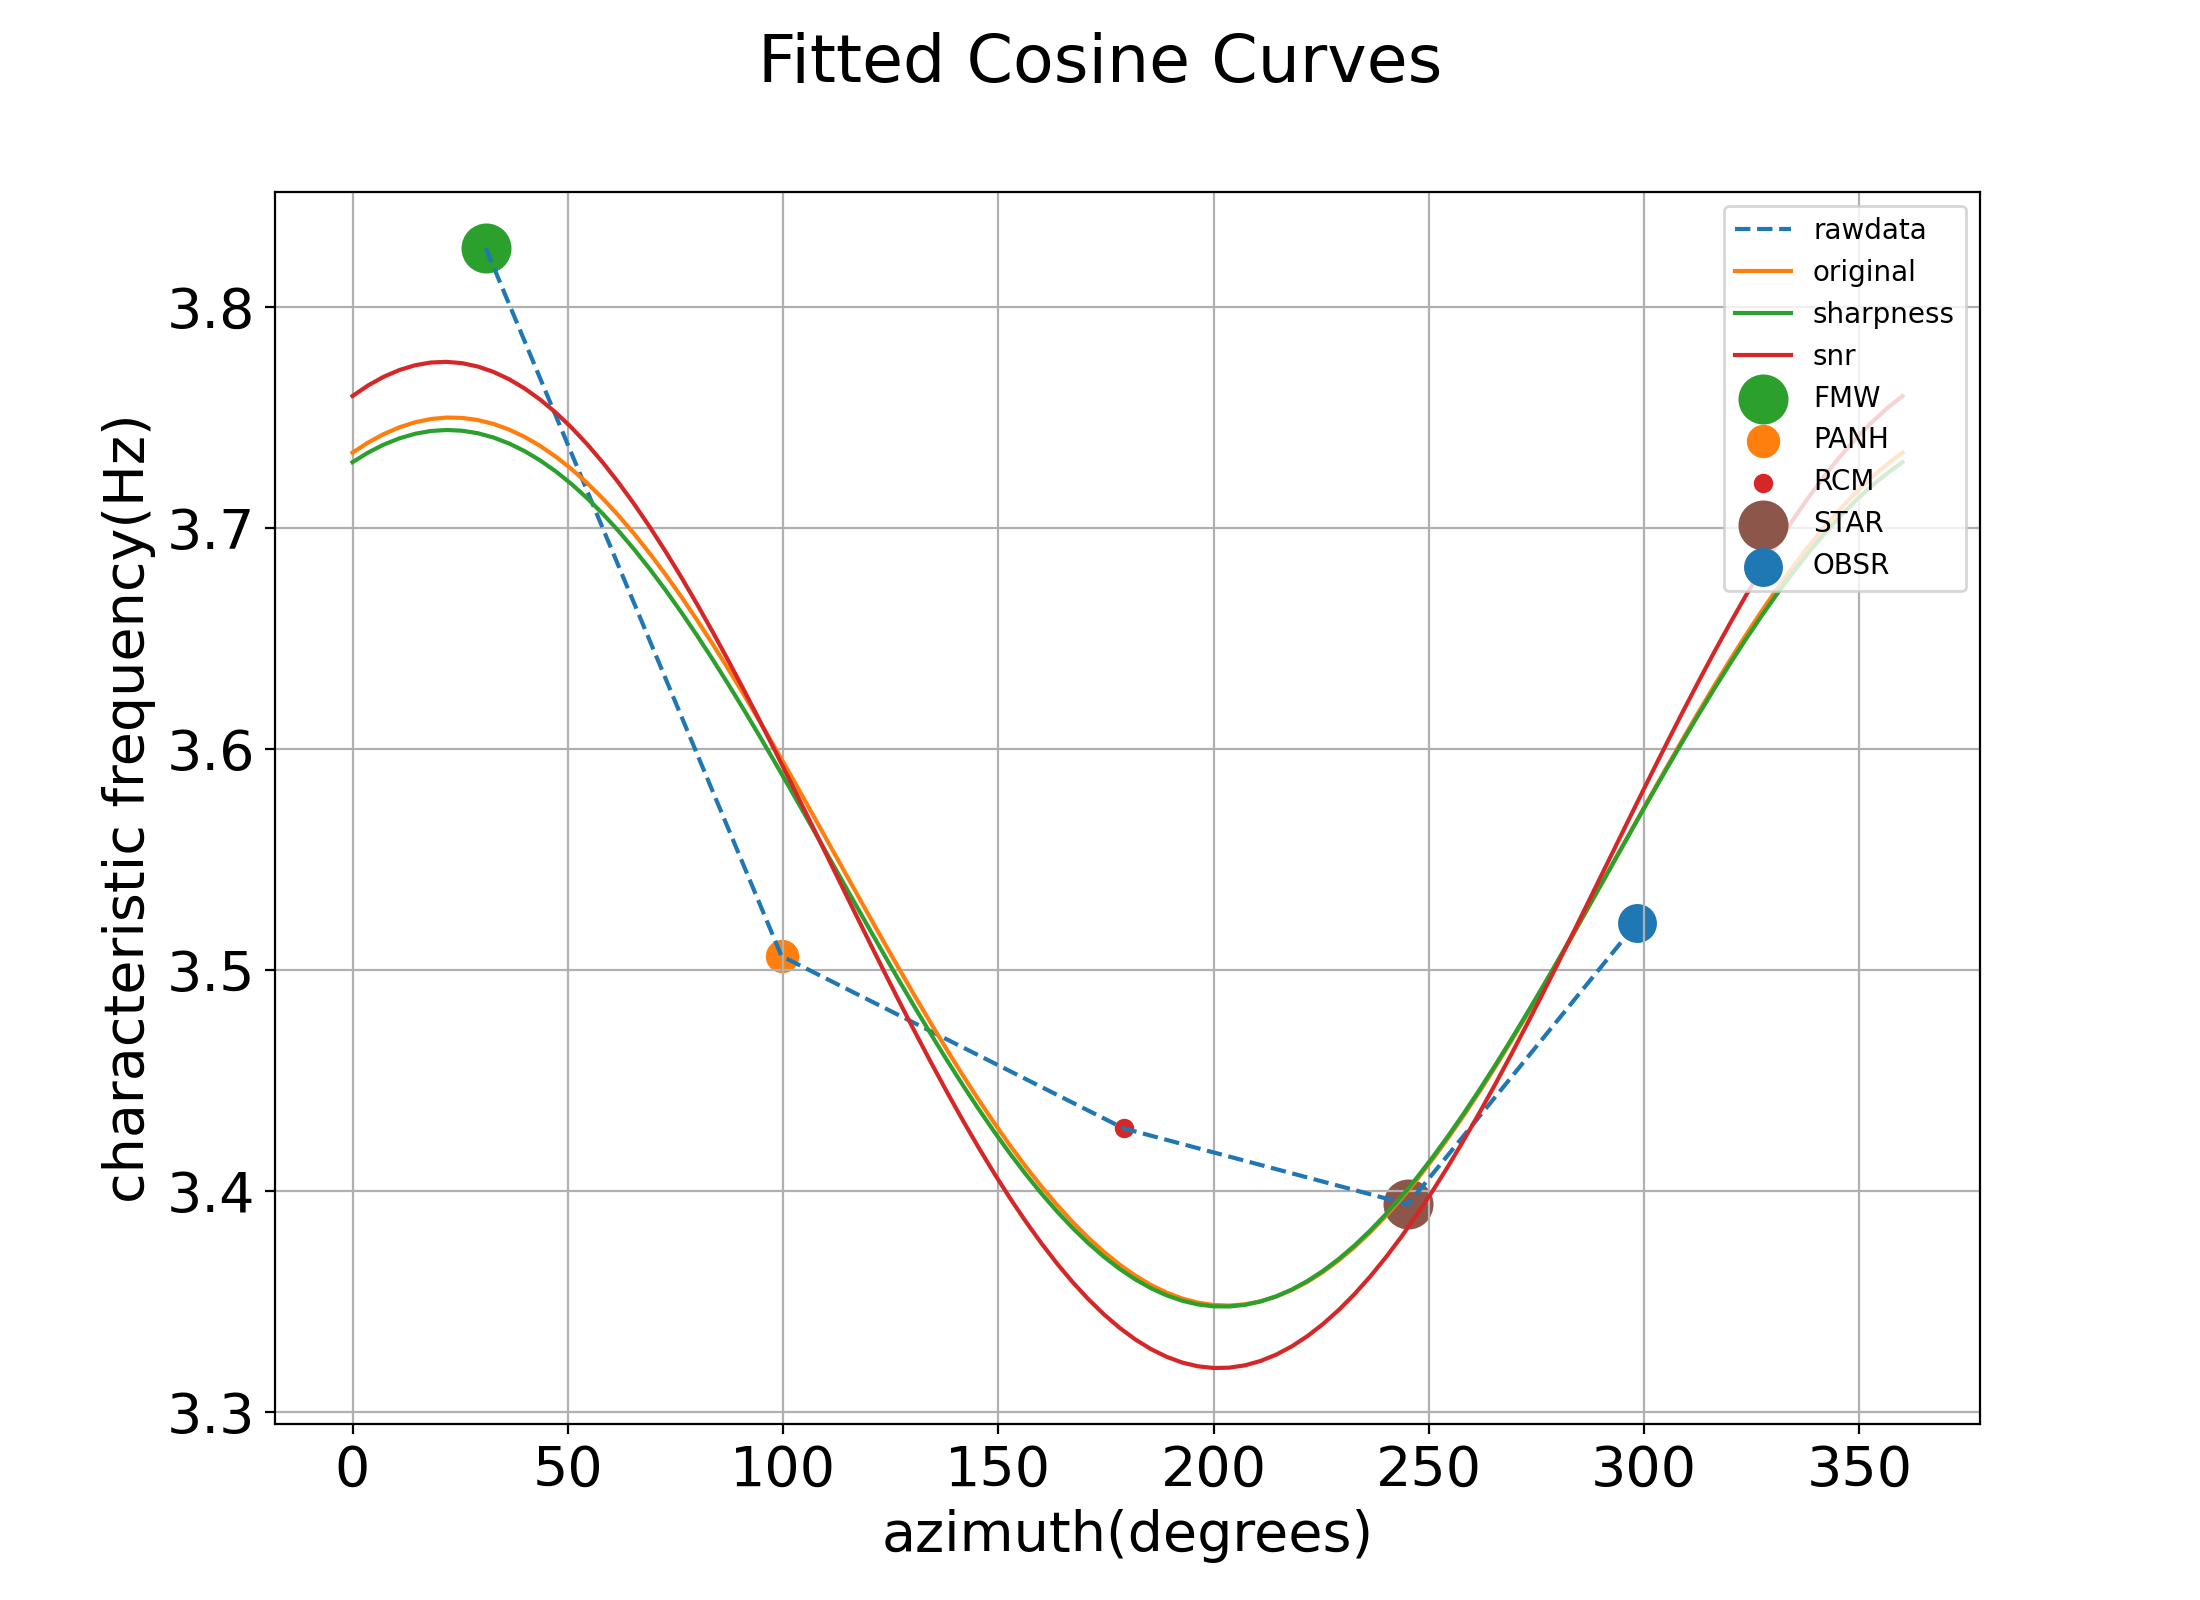 Fitted Cosine Curves
characteristic frequency(Hz)
3.8
3.7
3.6
3.5
3.4
3.3
0 50 100 150 200 250 300 350
azimuth(degrees)
rawdata
original
sharpness
snr
FMW
PANH
RCM
STAR
OBSR